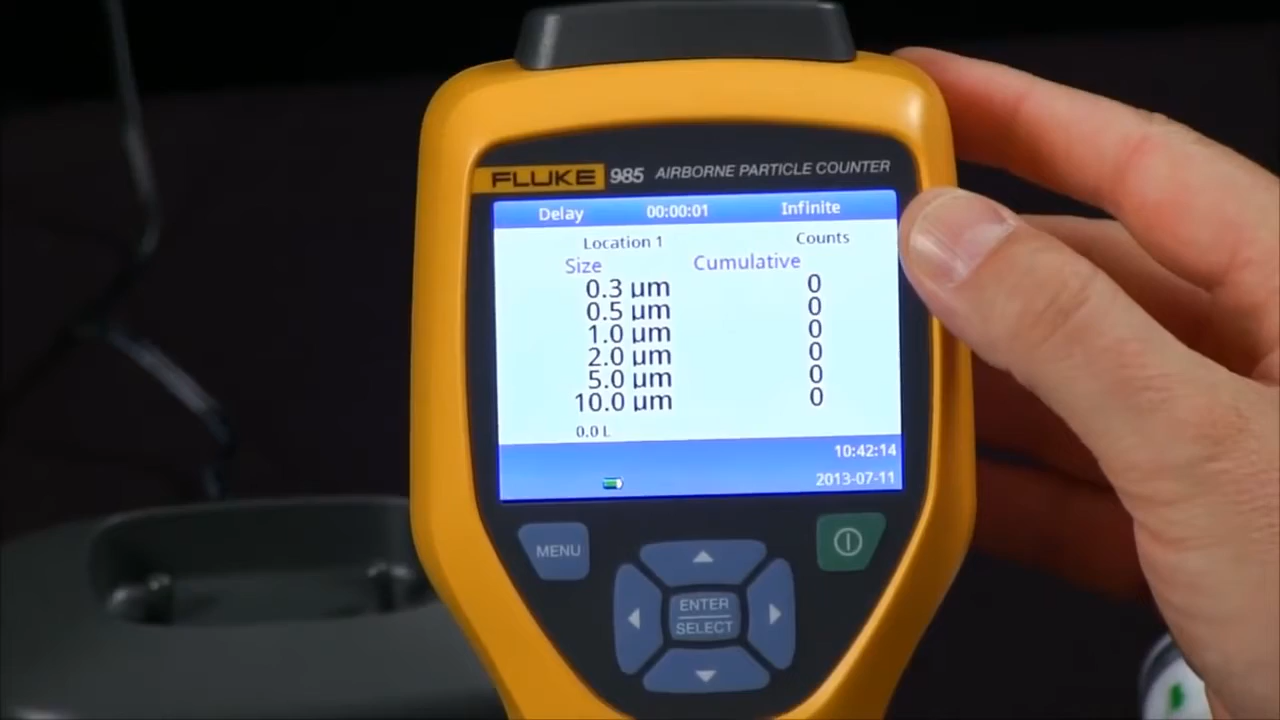 FLUKE 985 AIRBORNE PARTICLE COUNTER
Delay 00:00:01 Infinite
Location 1 Counts
Size Cumulative
0.3 µm 0
0.5 µm 0
1.0 µm 0
2.0 µm 0
5.0 µm 0
10.0 µm 0
0.0 L
10:42:14
2013-07-11
MENU
ENTER
SELECT